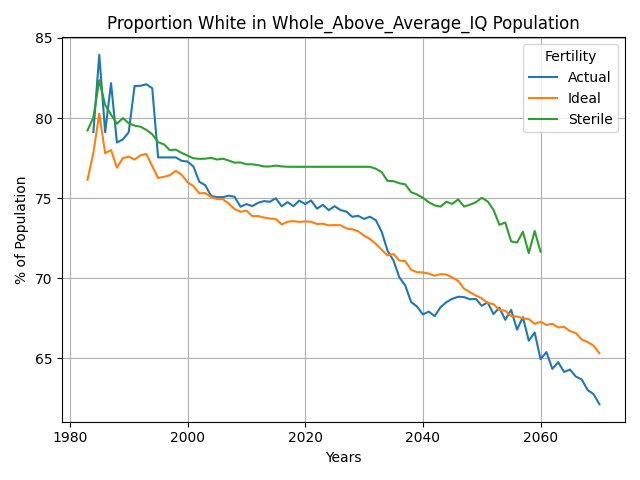 Proportion White in Whole_Above_Average_IQ Population
% of Population
85
80
75
70
65
1980
2000
2020
2040
2060
Years
Fertility
Actual
Ideal
Sterile